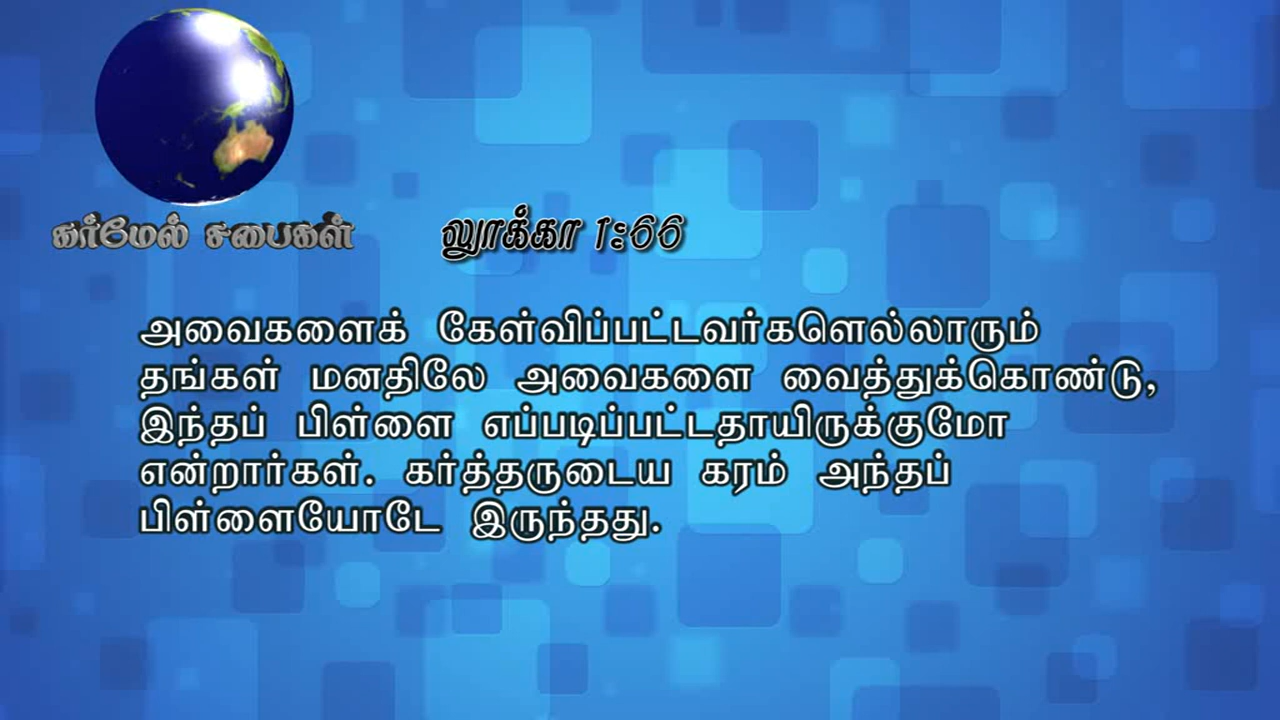 கர்மேல் சபைகள்
லூக்கா 1:66
அவைகளைக் கேள்விப்பட்டவர்களெல்லாரும்
தங்கள் மனதிலே அவைகளை வைத்துக்கொண்டு,
இந்தப் பிள்ளை எப்படிப்பட்டதாயிருக்குமோ
என்றார்கள். கர்த்தருடைய கரம் அந்தப்
பிள்ளையோடே இருந்தது.